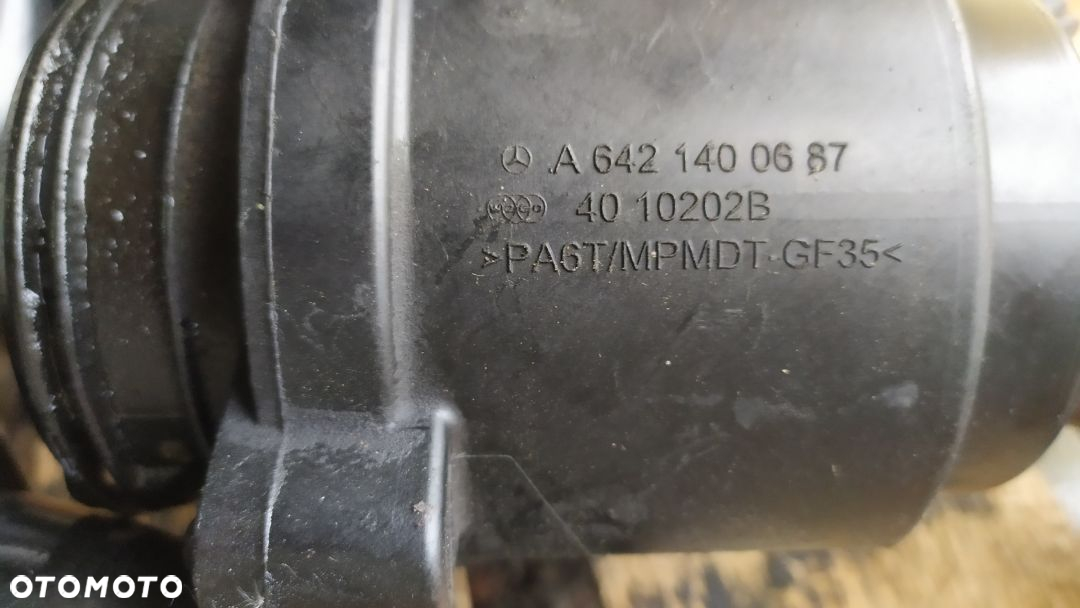 A 642 140 06 87
40 10202B
>PA6T/MPMDT-GF35<
OTOMOTO